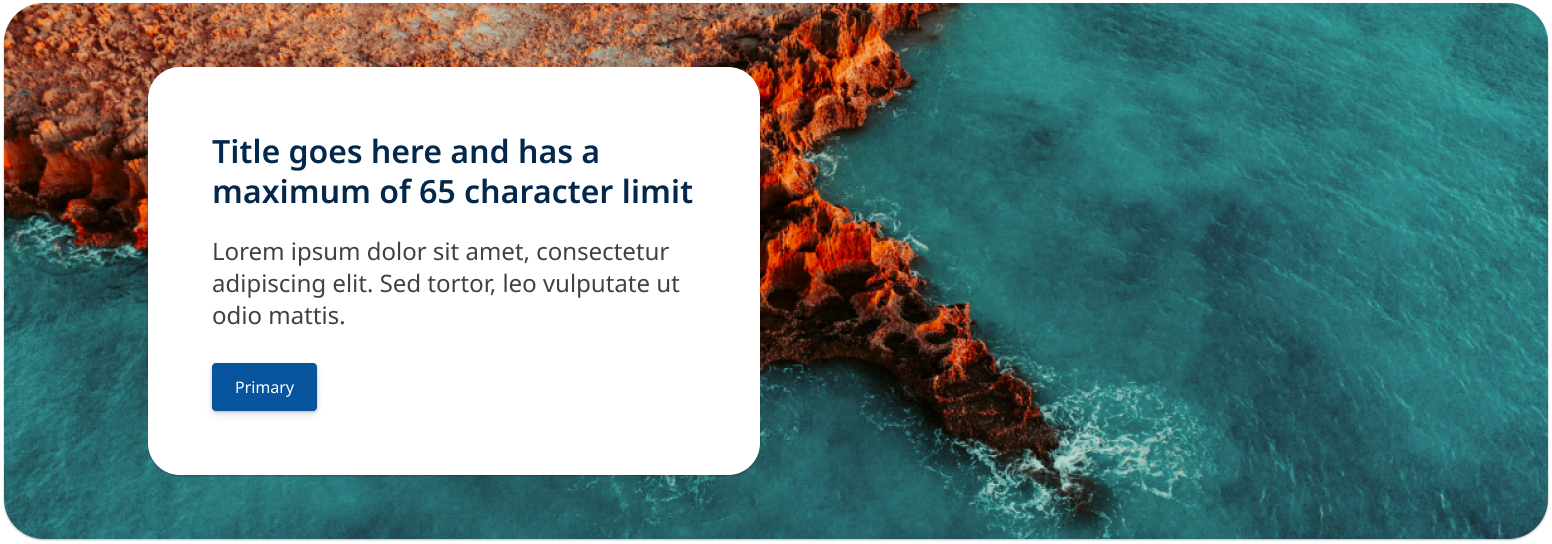 Title goes here and has a
maximum of 65 character limit
Lorem ipsum dolor sit amet, consectetur
adipiscing elit. Sed tortor, leo vulputate ut
odio mattis.
Primary